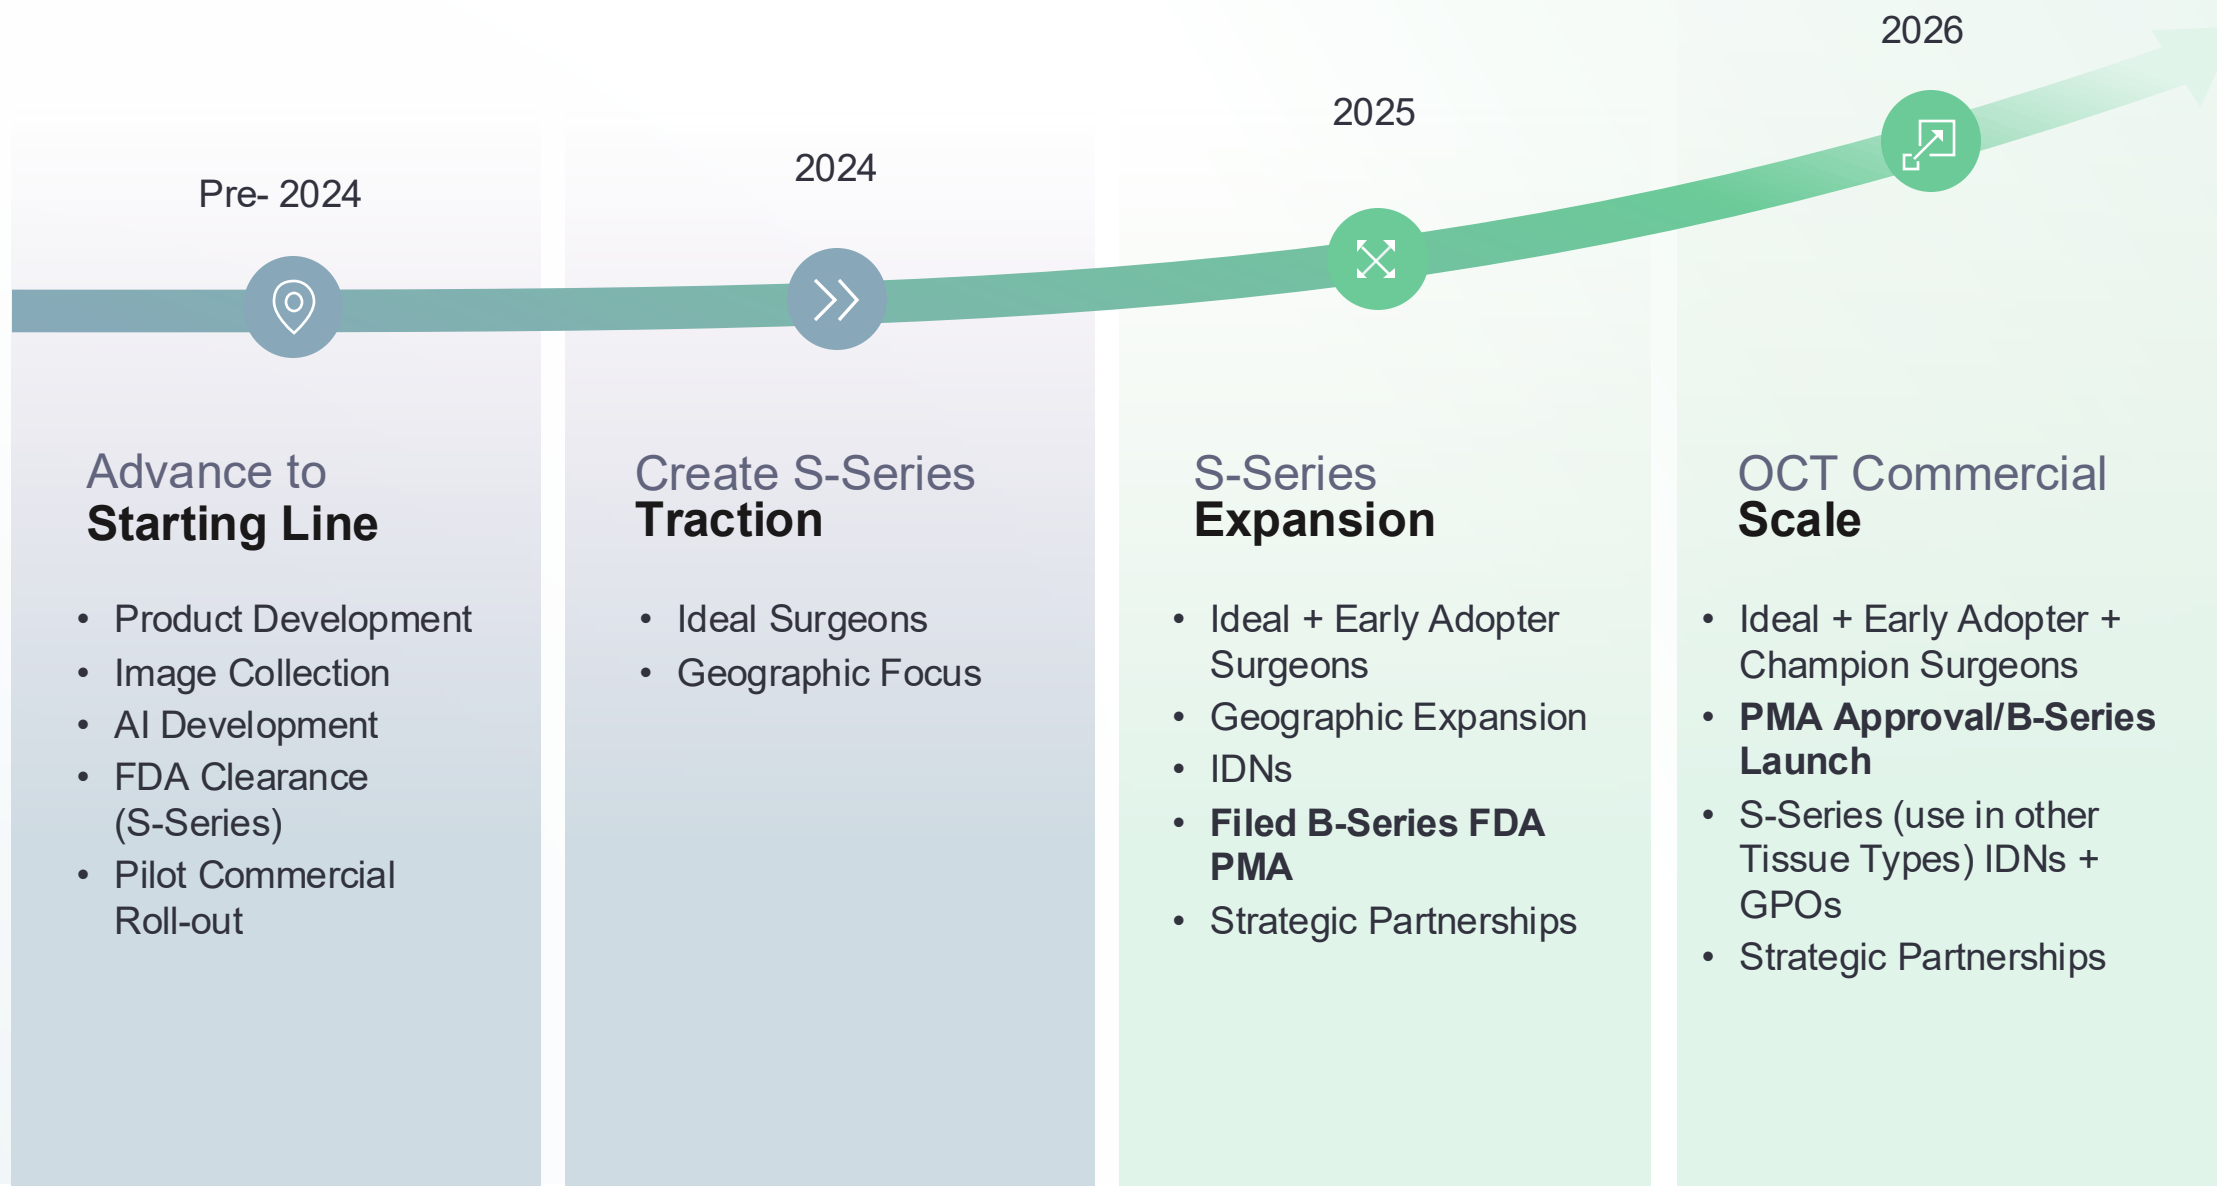 Pre- 2024
Advance to
Starting Line
• Product Development
• Image Collection
• AI Development
• FDA Clearance
(S-Series)
• Pilot Commercial
Roll-out
2024
Create S-Series
Traction
• Ideal Surgeons
• Geographic Focus
2025
S-Series
Expansion
• Ideal + Early Adopter
Surgeons
• Geographic Expansion
• IDNs
• Filed B-Series FDA
PMA
• Strategic Partnerships
2026
OCT Commercial
Scale
• Ideal + Early Adopter +
Champion Surgeons
• PMA Approval/B-Series
Launch
• S-Series (use in other
Tissue Types) IDNs +
GPOs
• Strategic Partnerships